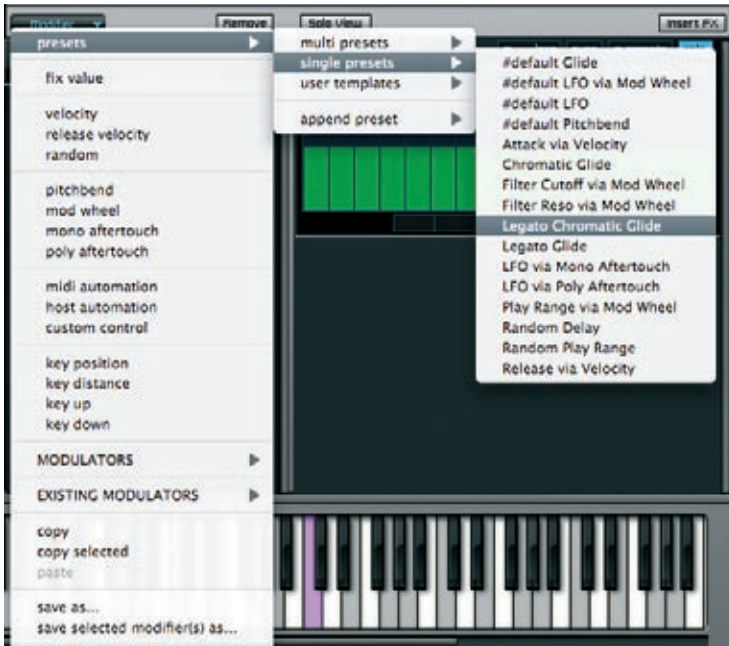 Modifier
Remove
Solo View
Insert FX
presets
fix value
velocity
release velocity
random
pitchbend
mod wheel
mono aftertouch
poly aftertouch
midi automation
host automation
custom control
key position
key distance
key up
key down
MODULATORS
EXISTING MODULATORS
copy
copy selected
paste
save as...
save selected modifier(s) as...
multi presets
single presets
user templates
append preset
#default Glide
#default LFO via Mod Wheel
#default LFO
#default Pitchbend
Attack via Velocity
Chromatic Glide
Filter Cutoff via Mod Wheel
Filter Reso via Mod Wheel
Legato Chromatic Glide
Legato Glide
LFO via Mono Aftertouch
LFO via Poly Aftertouch
Play Range via Mod Wheel
Random Delay
Random Play Range
Release via Velocity